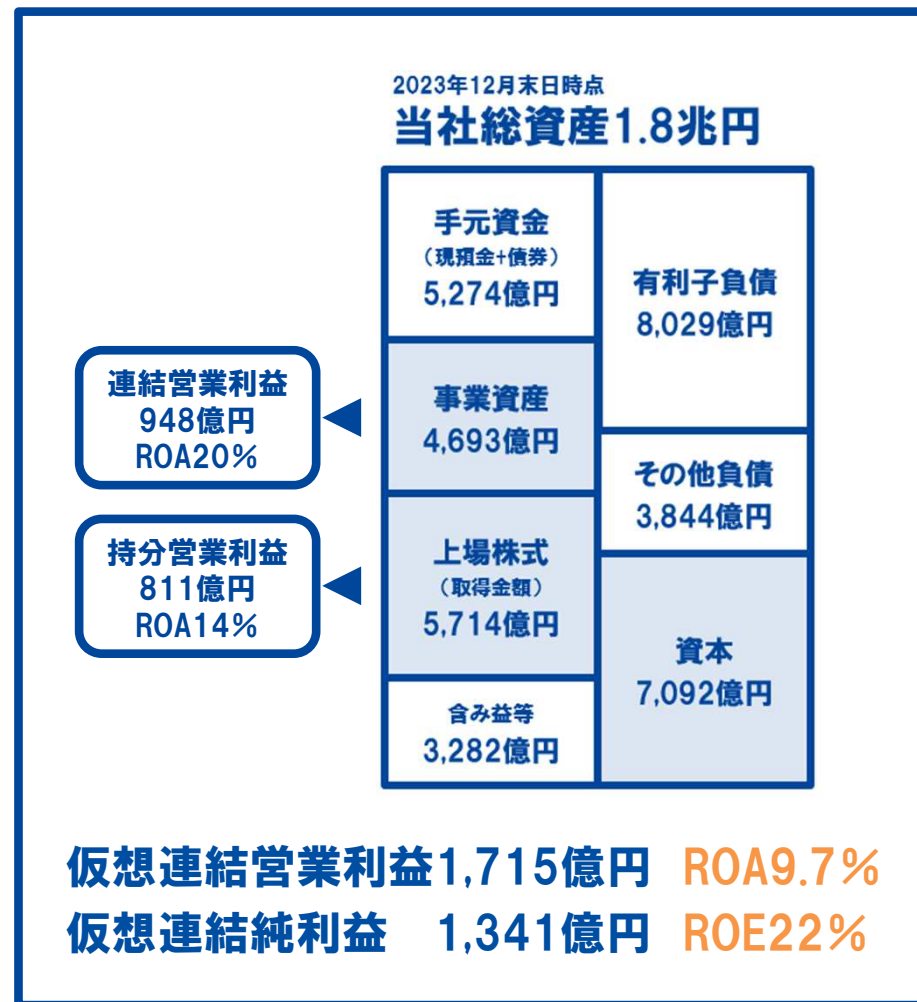 2023年12月末日時点
当社総資産1.8兆円
手元資金
（現預金+債券）
5,274億円
有利子負債
8,029億円
連結営業利益
948億円
ROA20%
事業資産
4,693億円
その他負債
3,844億円
持分営業利益
811億円
ROA14%
上場株式
（取得金額）
5,714億円
資本
7,092億円
含み益等
3,282億円
仮想連結営業利益1,715億円 ROA9.7%
仮想連結純利益 1,341億円 ROE22%